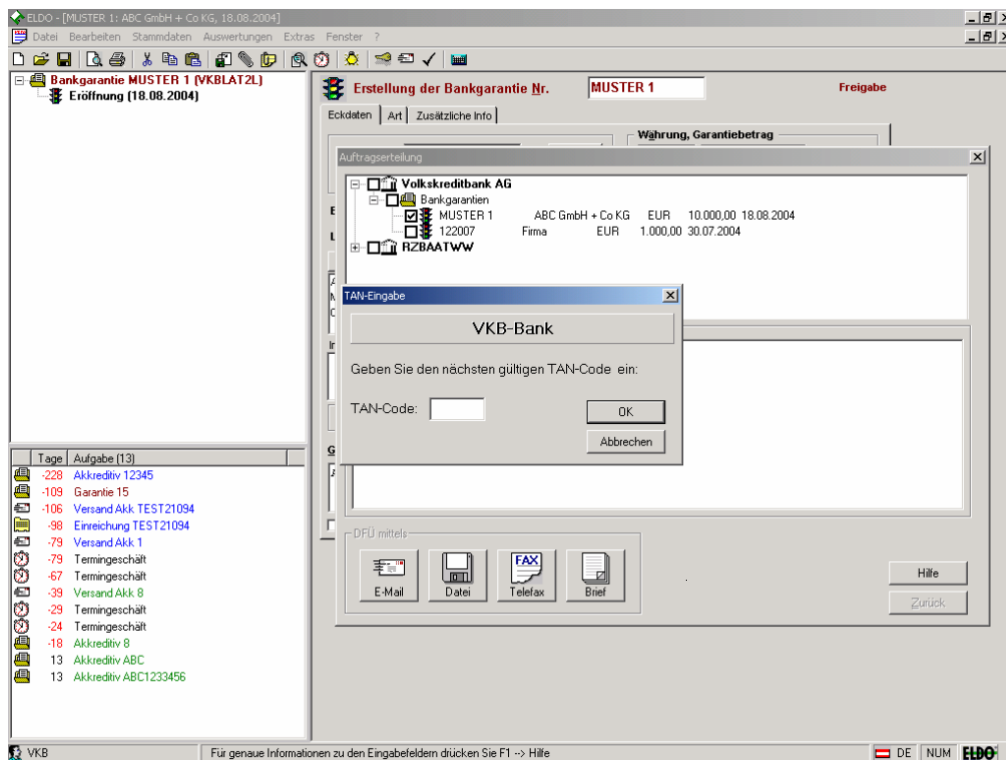 ELDO - [MUSTER 1: ABC GmbH + Co KG, 18.08.2004]
Datei Bearbeiten Stammdaten Auswertungen Extras Fenster ?
Bankgarantie MUSTER 1 (VKBLAT2L)
Eröffnung (18.08.2004)
Erstellung der Bankgarantie Nr. MUSTER 1 Freigabe
Eckdaten Art Zusätzliche Info
Währung, Garantiebetrag
Auftragserteilung
Volkskreditbank AG
Bankgarantien
MUSTER 1 ABC GmbH + Co KG EUR 10.000,00 18.08.2004
122007 Firma EUR 1.000,00 30.07.2004
RZBAATWW
TAN-Eingabe
VKB-Bank
Geben Sie den nächsten gültigen TAN-Code ein:
TAN-Code:
OK
Abbrechen
Tage Aufgabe (13)
-228 Akkreditiv 12345
-109 Garantie 15
-106 Versand Akk TEST21094
-98 Einreichung TEST21094
-79 Versand Akk 1
-79 Termingeschäft
-67 Termingeschäft
-39 Versand Akk 8
-29 Termingeschäft
-24 Termingeschäft
-18 Akkreditiv 8
13 Akkreditiv ABC
13 Akkreditiv ABC1233456
DFÜ mittels
FAX
E-Mail Datei Telefax Brief
Hilfe
Zurück
VKB Für genaue Informationen zu den Eingabefeldern drücken Sie F1 --> Hilfe DE NUM ELDO